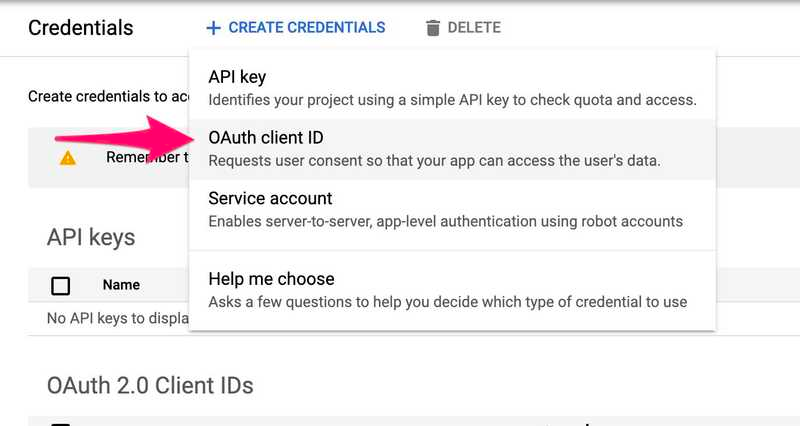 Credentials
+ CREATE CREDENTIALS
DELETE
API key
Identifies your project using a simple API key to check quota and access.
Create credentials to acc
OAuth client ID
Requests user consent so that your app can access the user's data.
Remember t
Service account
Enables server-to-server, app-level authentication using robot accounts
API keys
Help me choose
Asks a few questions to help you decide which type of credential to use
Name
No API keys to displa
OAuth 2.0 Client IDs